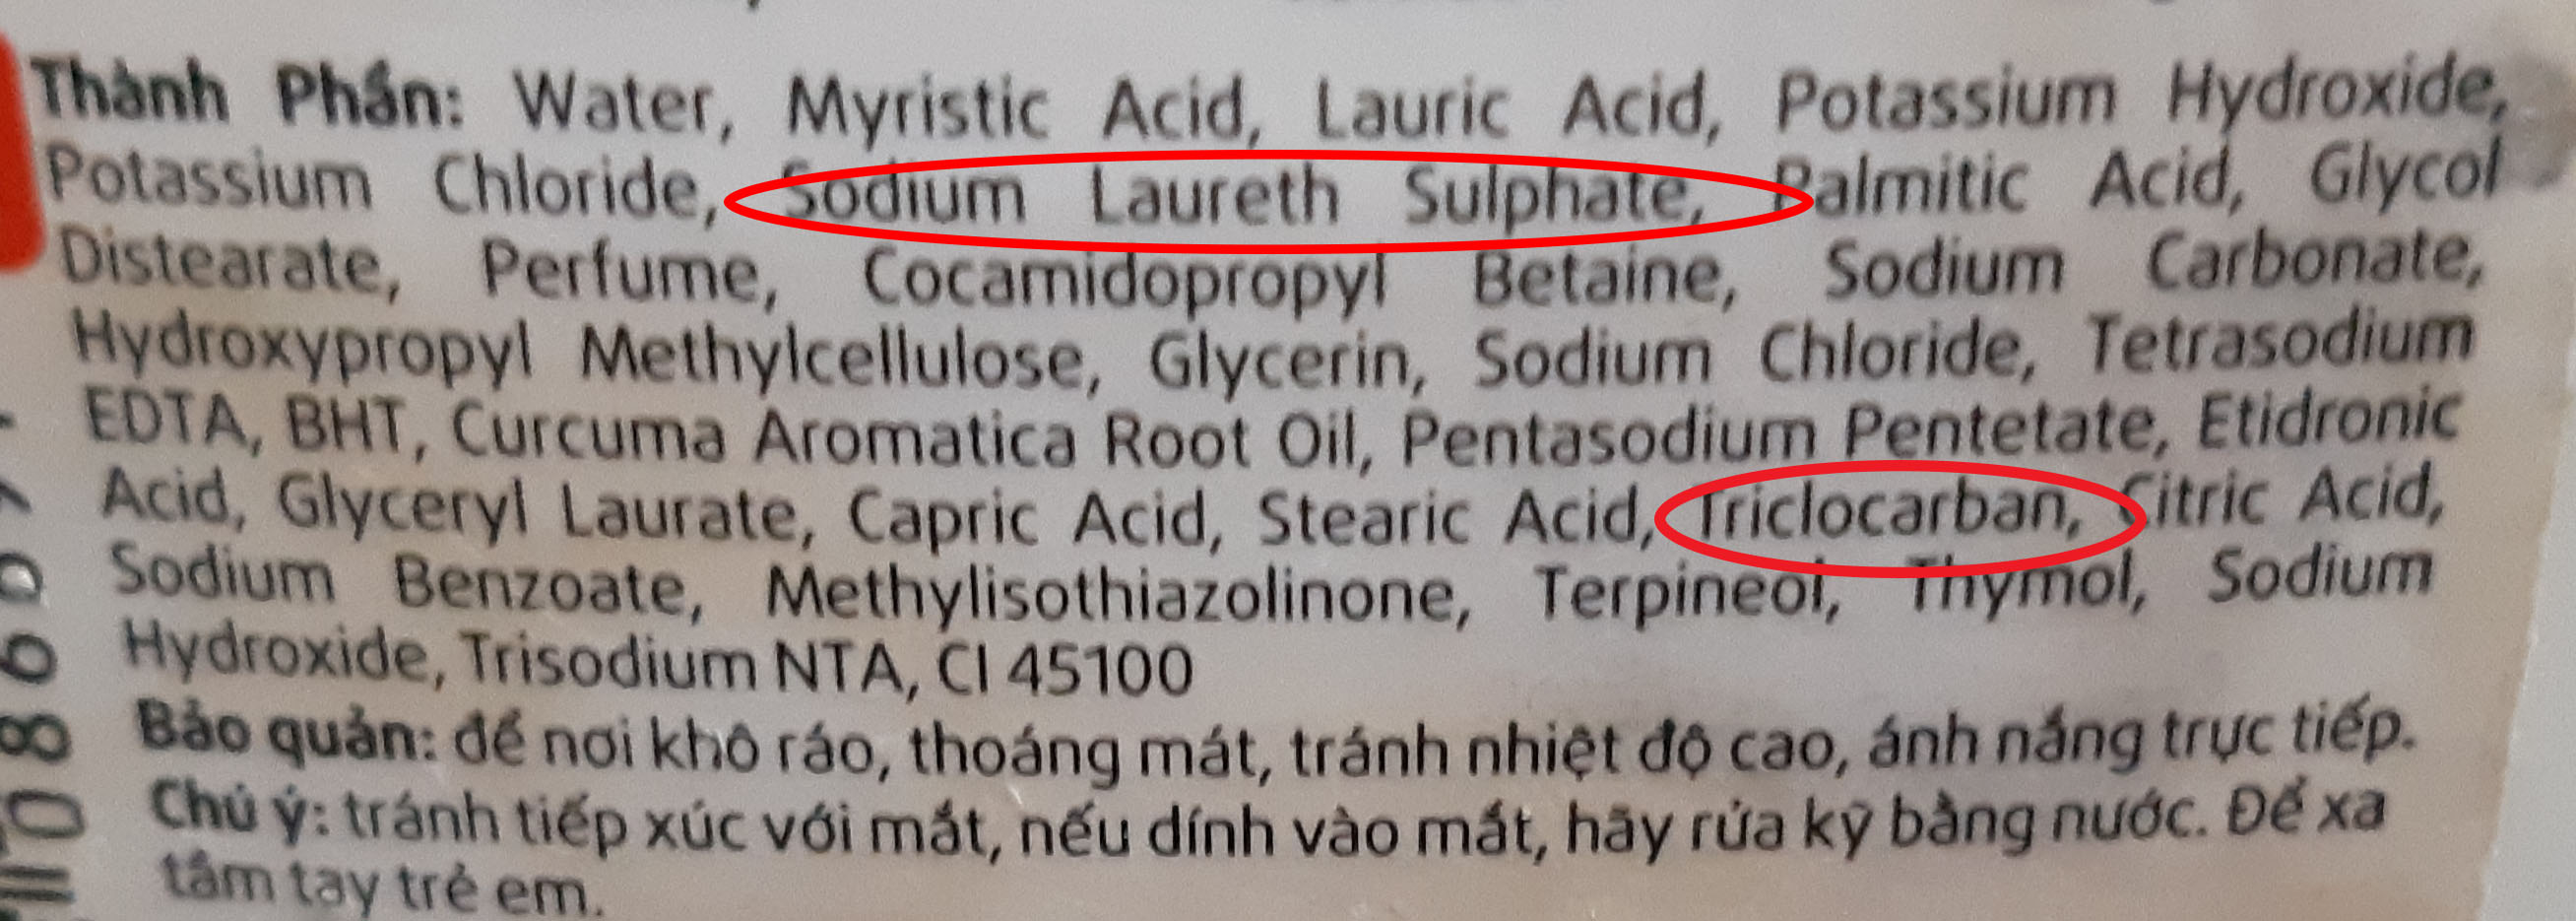 Thành Phần: Water, Myristic Acid, Lauric Acid, Potassium Hydroxide,
Potassium Chloride, Sodium Laureth Sulphate, Palmitic Acid, Glycol
Distearate, Perfume, Cocamidopropyl Betaine, Sodium Carbonate,
Hydroxypropyl Methylcellulose, Glycerin, Sodium Chloride, Tetrasodium
EDTA, BHT, Curcuma Aromatica Root Oil, Pentasodium Pentetate, Etidronic
Acid, Glyceryl Laurate, Capric Acid, Stearic Acid, Triclocarban, Citric Acid,
Sodium Benzoate, Methylisothiazolinone, Terpineol, Thymol, Sodium
Hydroxide, Trisodium NTA, CI 45100
Bảo quản: để nơi khô ráo, thoáng mát, tránh nhiệt độ cao, ánh nắng trực tiếp.
Chú ý: tránh tiếp xúc với mắt, nếu dính vào mắt, hãy rửa kỹ bằng nước. Để xa
tầm tay trẻ em.